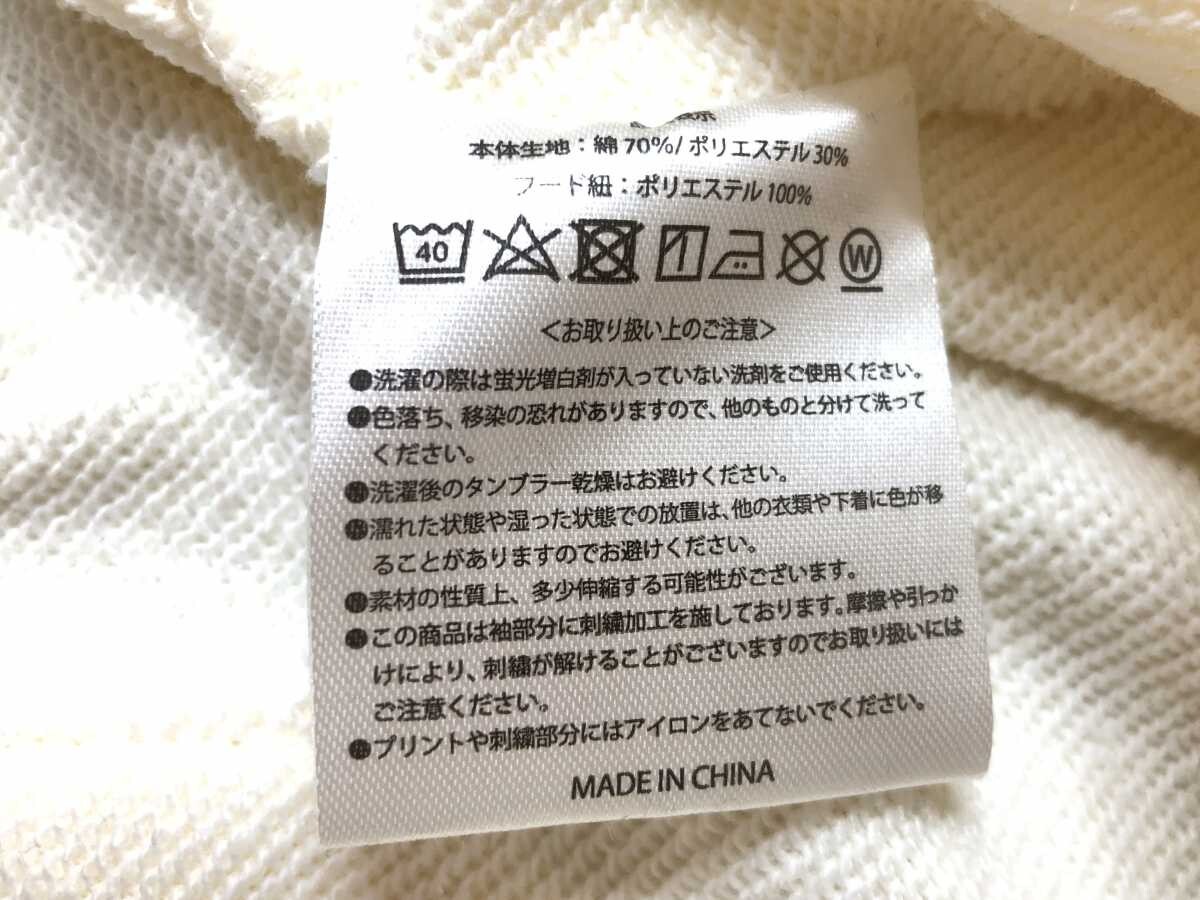 本体生地：綿 70%/ ポリエステル 30%
フード紐：ポリエステル 100%
40 W
＜お取り扱い上のご注意＞
●洗濯の際は蛍光増白剤が入っていない洗剤をご使用ください。
●色落ち、移染の恐れがありますので、他のものと分けて洗って
ください。
●洗濯後のタンブラー乾燥はお避けください。
●濡れた状態や湿った状態での放置は、他の衣類や下着に色が移
ることがありますのでお避けください。
●素材の性質上、多少伸縮する可能性がございます。
●この商品は袖部分に刺繍加工を施しております。摩擦や引っか
けにより、刺繍が解けることがございますのでお取り扱いには
ご注意ください。
●プリントや刺繍部分にはアイロンをあてないでください。
MADE IN CHINA